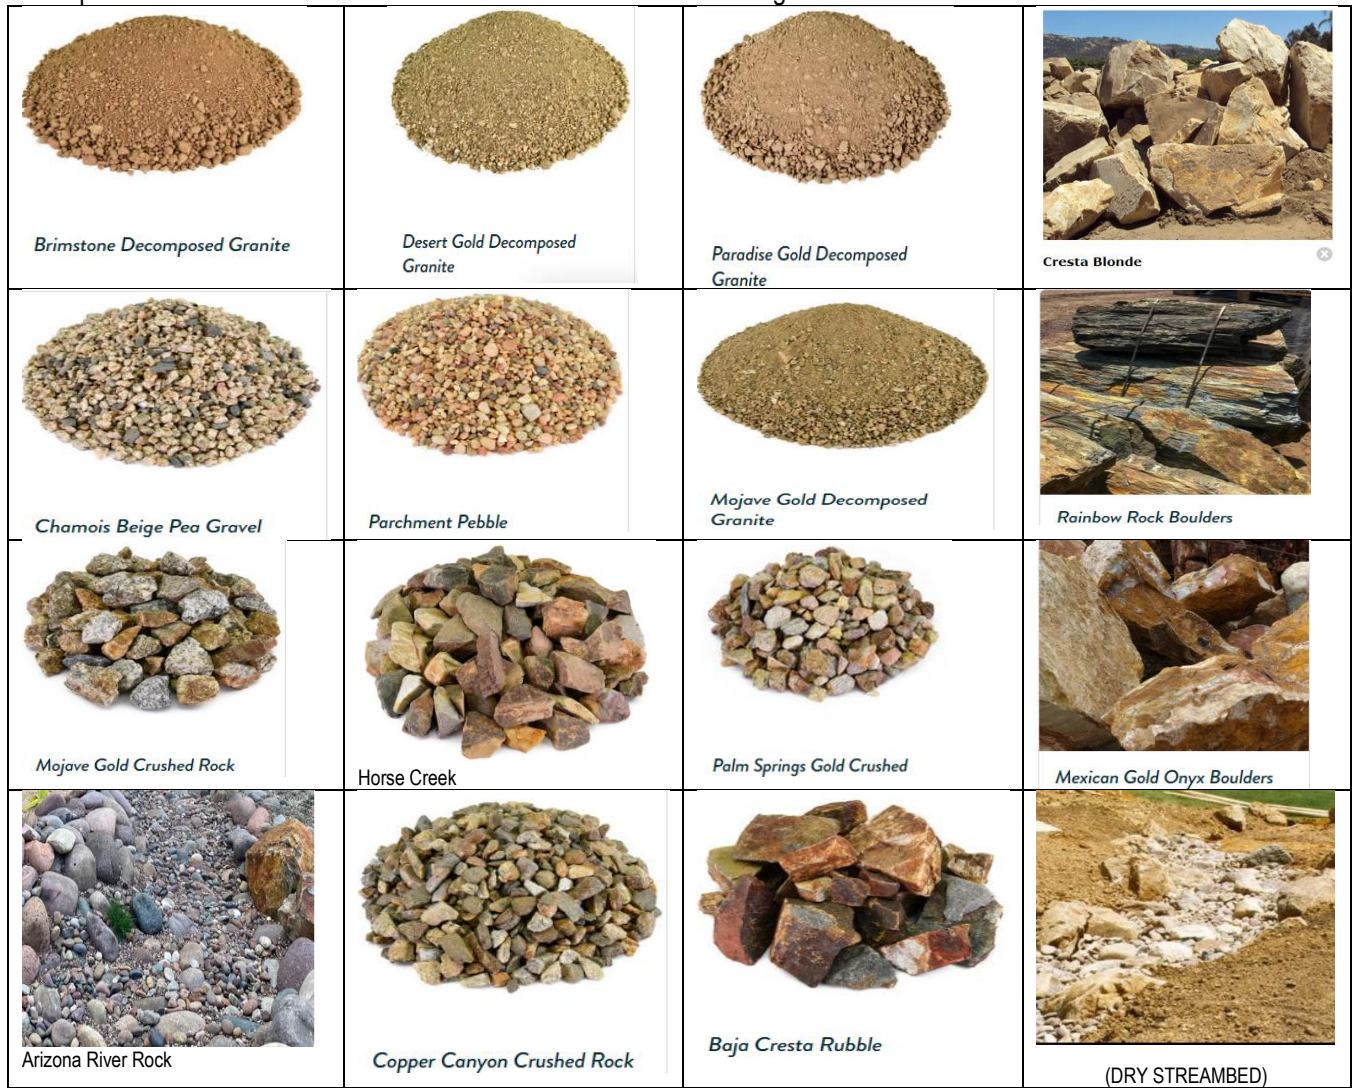 Brimstone Decomposed Granite
Desert Gold Decomposed
Granite
Paradise Gold Decomposed
Granite
Cresta Blonde
Chamois Beige Pea Gravel
Parchment Pebble
Mojave Gold Decomposed
Granite
Rainbow Rock Boulders
Mojave Gold Crushed Rock
Horse Creek
Palm Springs Gold Crushed
Mexican Gold Onyx Boulders
Arizona River Rock
Copper Canyon Crushed Rock
Baja Cresta Rubble
(DRY STREAMBED)